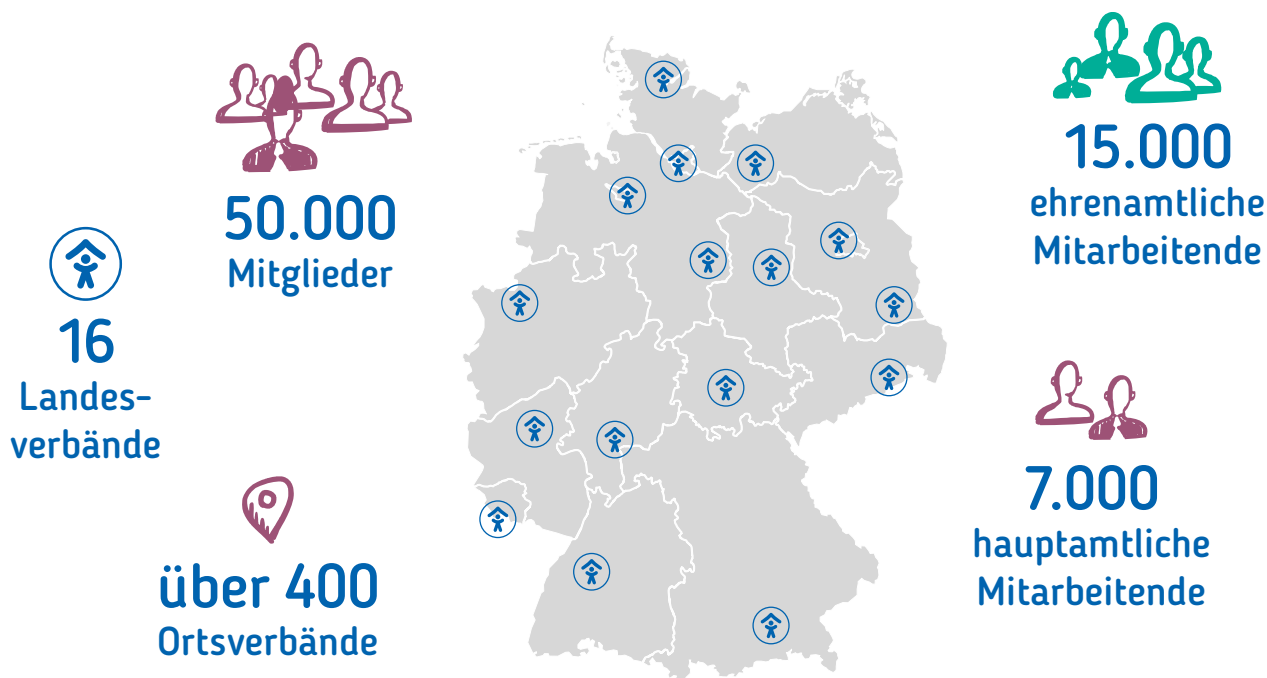 50.000
Mitglieder
16
Landes-
verbände
über 400
Ortsverbände
15.000
ehrenamtliche
Mitarbeitende
7.000
hauptamtliche
Mitarbeitende